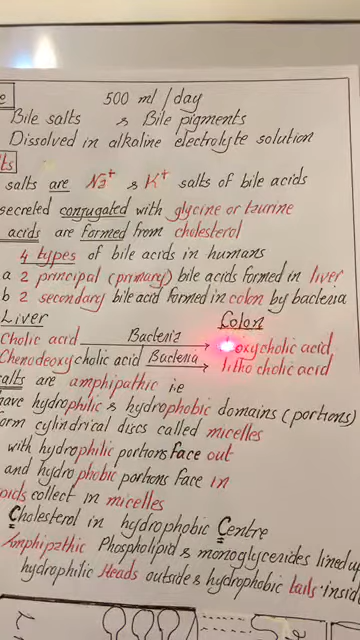 e 500 ml / day
Bile salts & Bile pigments
Dissolved in alkaline electrolyte solution
lts
salts are Na+ & K+ salts of bile acids
secreted conjugated with glycine or taurine
acids are formed from cholesterol
4 types of bile acids in humans
a 2 principal (primary) bile acids formed in liver
b 2 secondary bile acid formed in colon by bacteria
Liver Colon
Cholic acid Bacteria oxycholic acid
Chenodeoxycholic acid Bacteria Lithocholic acid
salts are amphipathic i.e
have hydrophilic & hydrophobic domains (portions)
form cylindrical discs called micelles
with hydrophilic portions face out
and hydrophobic portions face in
pids collect in micelles
Cholesterol in hydrophobic Centre
Amphipathic Phospholipid & monoglycerides lined up
hydrophilic Heads outside & hydrophobic tails inside